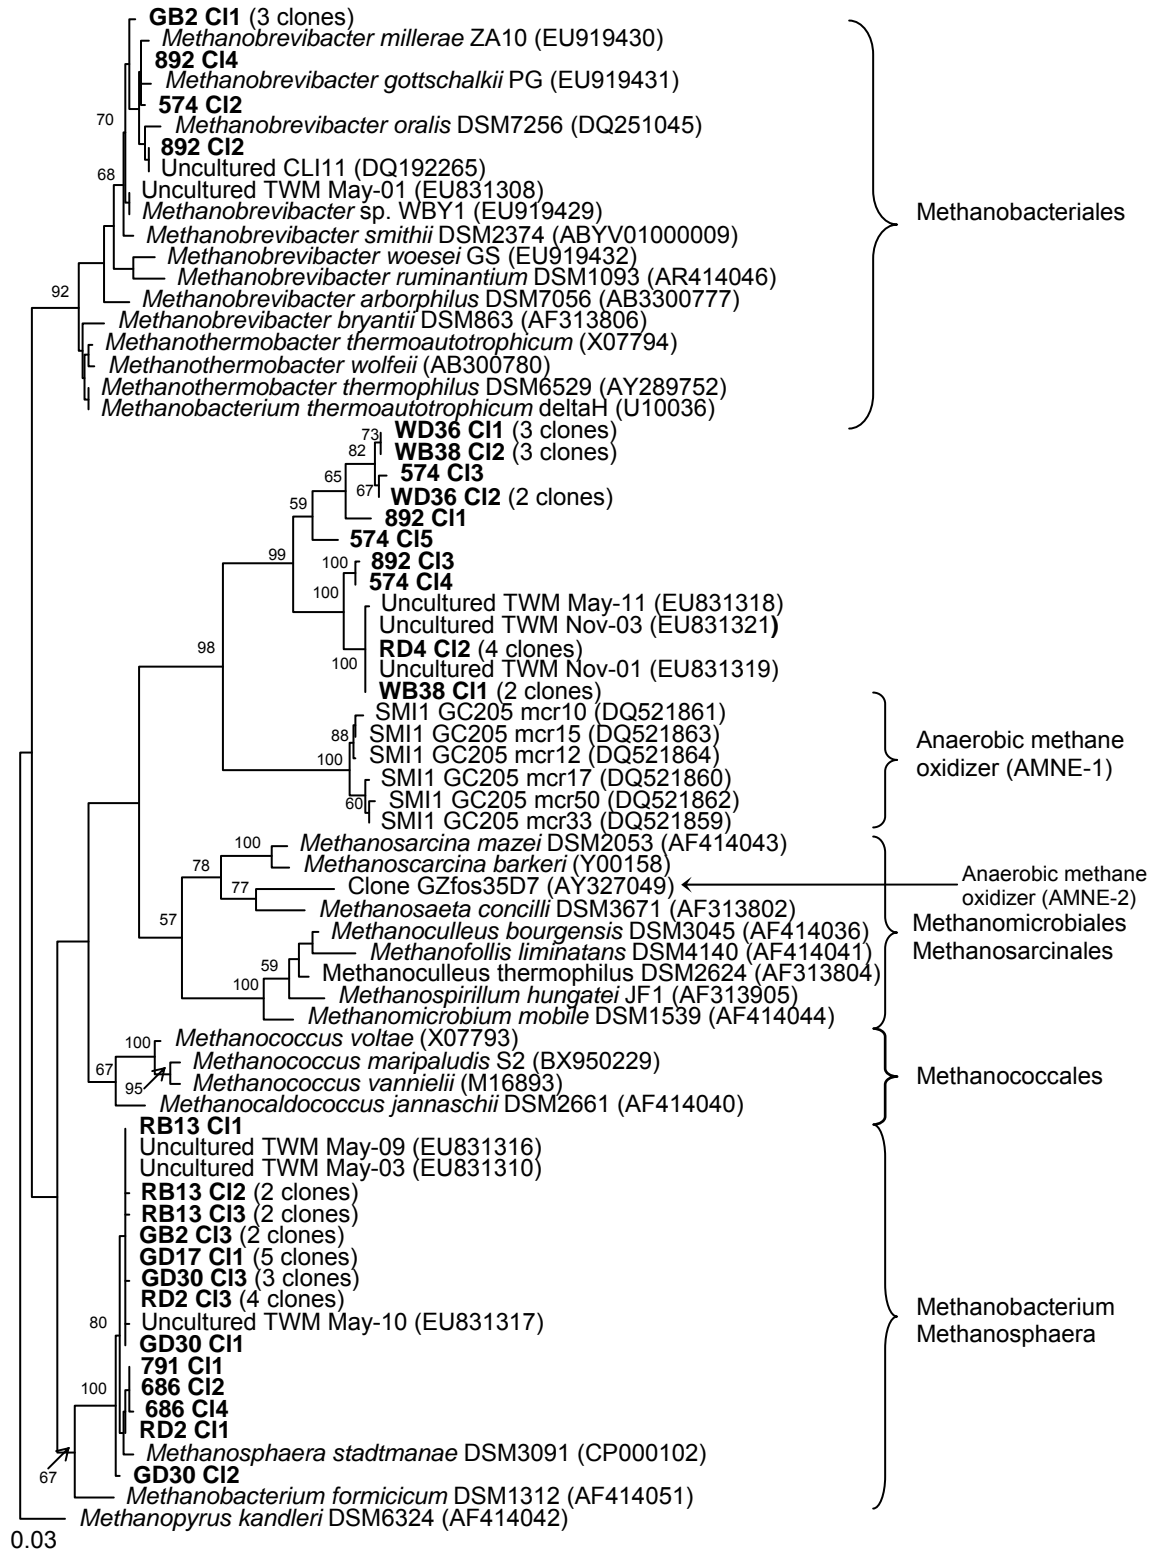 GB2 Cl1 (3 clones)
Methanobrevibacter millerae ZA10 (EU919430)
892 Cl4
Methanobrevibacter gottschalkii PG (EU919431)
574 Cl2
70
Methanobrevibacter oralis DSM7256 (DQ251045)
892 Cl2
Uncultured CLI11 (DQ192265)
68
Uncultured TWM May-01 (EU831308)
Methanobrevibacter sp. WBY1 (EU919429)
Methanobacteriales
Methanobrevibacter smithii DSM2374 (ABYV01000009)
Methanobrevibacter woesei GS (EU919432)
Methanobrevibacter ruminantium DSM1093 (AR414046)
92
Methanobrevibacter arborphilus DSM7056 (AB3300777)
Methanobrevibacter bryantii DSM863 (AF313806)
Methanothermobacter thermoautotrophicum (X07794)
Methanothermobacter wolfeii (AB300780)
Methanothermobacter thermophilus DSM6529 (AY289752)
Methanobacterium thermoautotrophicum deltaH (U10036)
73
WD36 Cl1 (3 clones)
82
WB38 Cl2 (3 clones)
65
574 Cl3
67
WD36 Cl2 (2 clones)
59
892 Cl1
574 Cl5
99
100
892 Cl3
574 Cl4
100
Uncultured TWM May-11 (EU831318)
Uncultured TWM Nov-03 (EU831321)
98
RD4 Cl2 (4 clones)
100
Uncultured TWM Nov-01 (EU831319)
WB38 Cl1 (2 clones)
SMI1 GC205 mcr10 (DQ521861)
88
SMI1 GC205 mcr15 (DQ521863)
Anaerobic methane
oxidizer (AMNE-1)
100
SMI1 GC205 mcr12 (DQ521864)
SMI1 GC205 mcr17 (DQ521860)
60
SMI1 GC205 mcr50 (DQ521862)
SMI1 GC205 mcr33 (DQ521859)
100
Methanosarcina mazei DSM2053 (AF414043)
78
Methanoscarcina barkeri (Y00158)
77
Clone GZfos35D7 (AY327049)
Anaerobic methane
oxidizer (AMNE-2)
Methanosaeta concilli DSM3671 (AF313802)
57
Methanomicrobiales
Methanosarcinales
Methanoculleus bourgensis DSM3045 (AF414036)
Methanofollis liminatans DSM4140 (AF414041)
59
Methanoculleus thermophilus DSM2624 (AF313804)
100
Methanospirillum hungatei JF1 (AF313905)
Methanomicrobium mobile DSM1539 (AF414044)
100
Methanococcus voltae (X07793)
67
Methanococcus maripaludis S2 (BX950229)
95
Methanococcus vannielii (M16893)
Methanococcales
Methanocaldococcus jannaschii DSM2661 (AF414040)
RB13 Cl1
Uncultured TWM May-09 (EU831316)
Uncultured TWM May-03 (EU831310)
RB13 Cl2 (2 clones)
RB13 Cl3 (2 clones)
GB2 Cl3 (2 clones)
GD17 Cl1 (5 clones)
GD30 Cl3 (3 clones)
RD2 Cl3 (4 clones)
80
Uncultured TWM May-10 (EU831317)
Methanobacterium
Methanosphaera
GD30 Cl1
791 Cl1
100
686 Cl2
686 Cl4
RD2 Cl1
Methanosphaera stadtmanae DSM3091 (CP000102)
67
GD30 Cl2
Methanobacterium formicicum DSM1312 (AF414051)
Methanopyrus kandleri DSM6324 (AF414042)
0.03